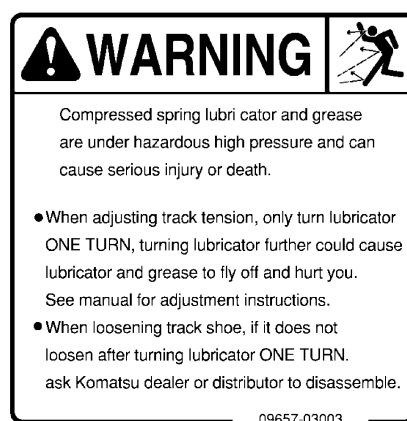 WARNING
Compressed spring lubri cator and grease
are under hazardous high pressure and can
cause serious injury or death.
● When adjusting track tension, only turn lubricator
ONE TURN, turning lubricator further could cause
lubricator and grease to fly off and hurt you.
See manual for adjustment instructions.
● When loosening track shoe, if it does not
loosen after turning lubricator ONE TURN.
ask Komatsu dealer or distributor to disassemble.
09657-03003